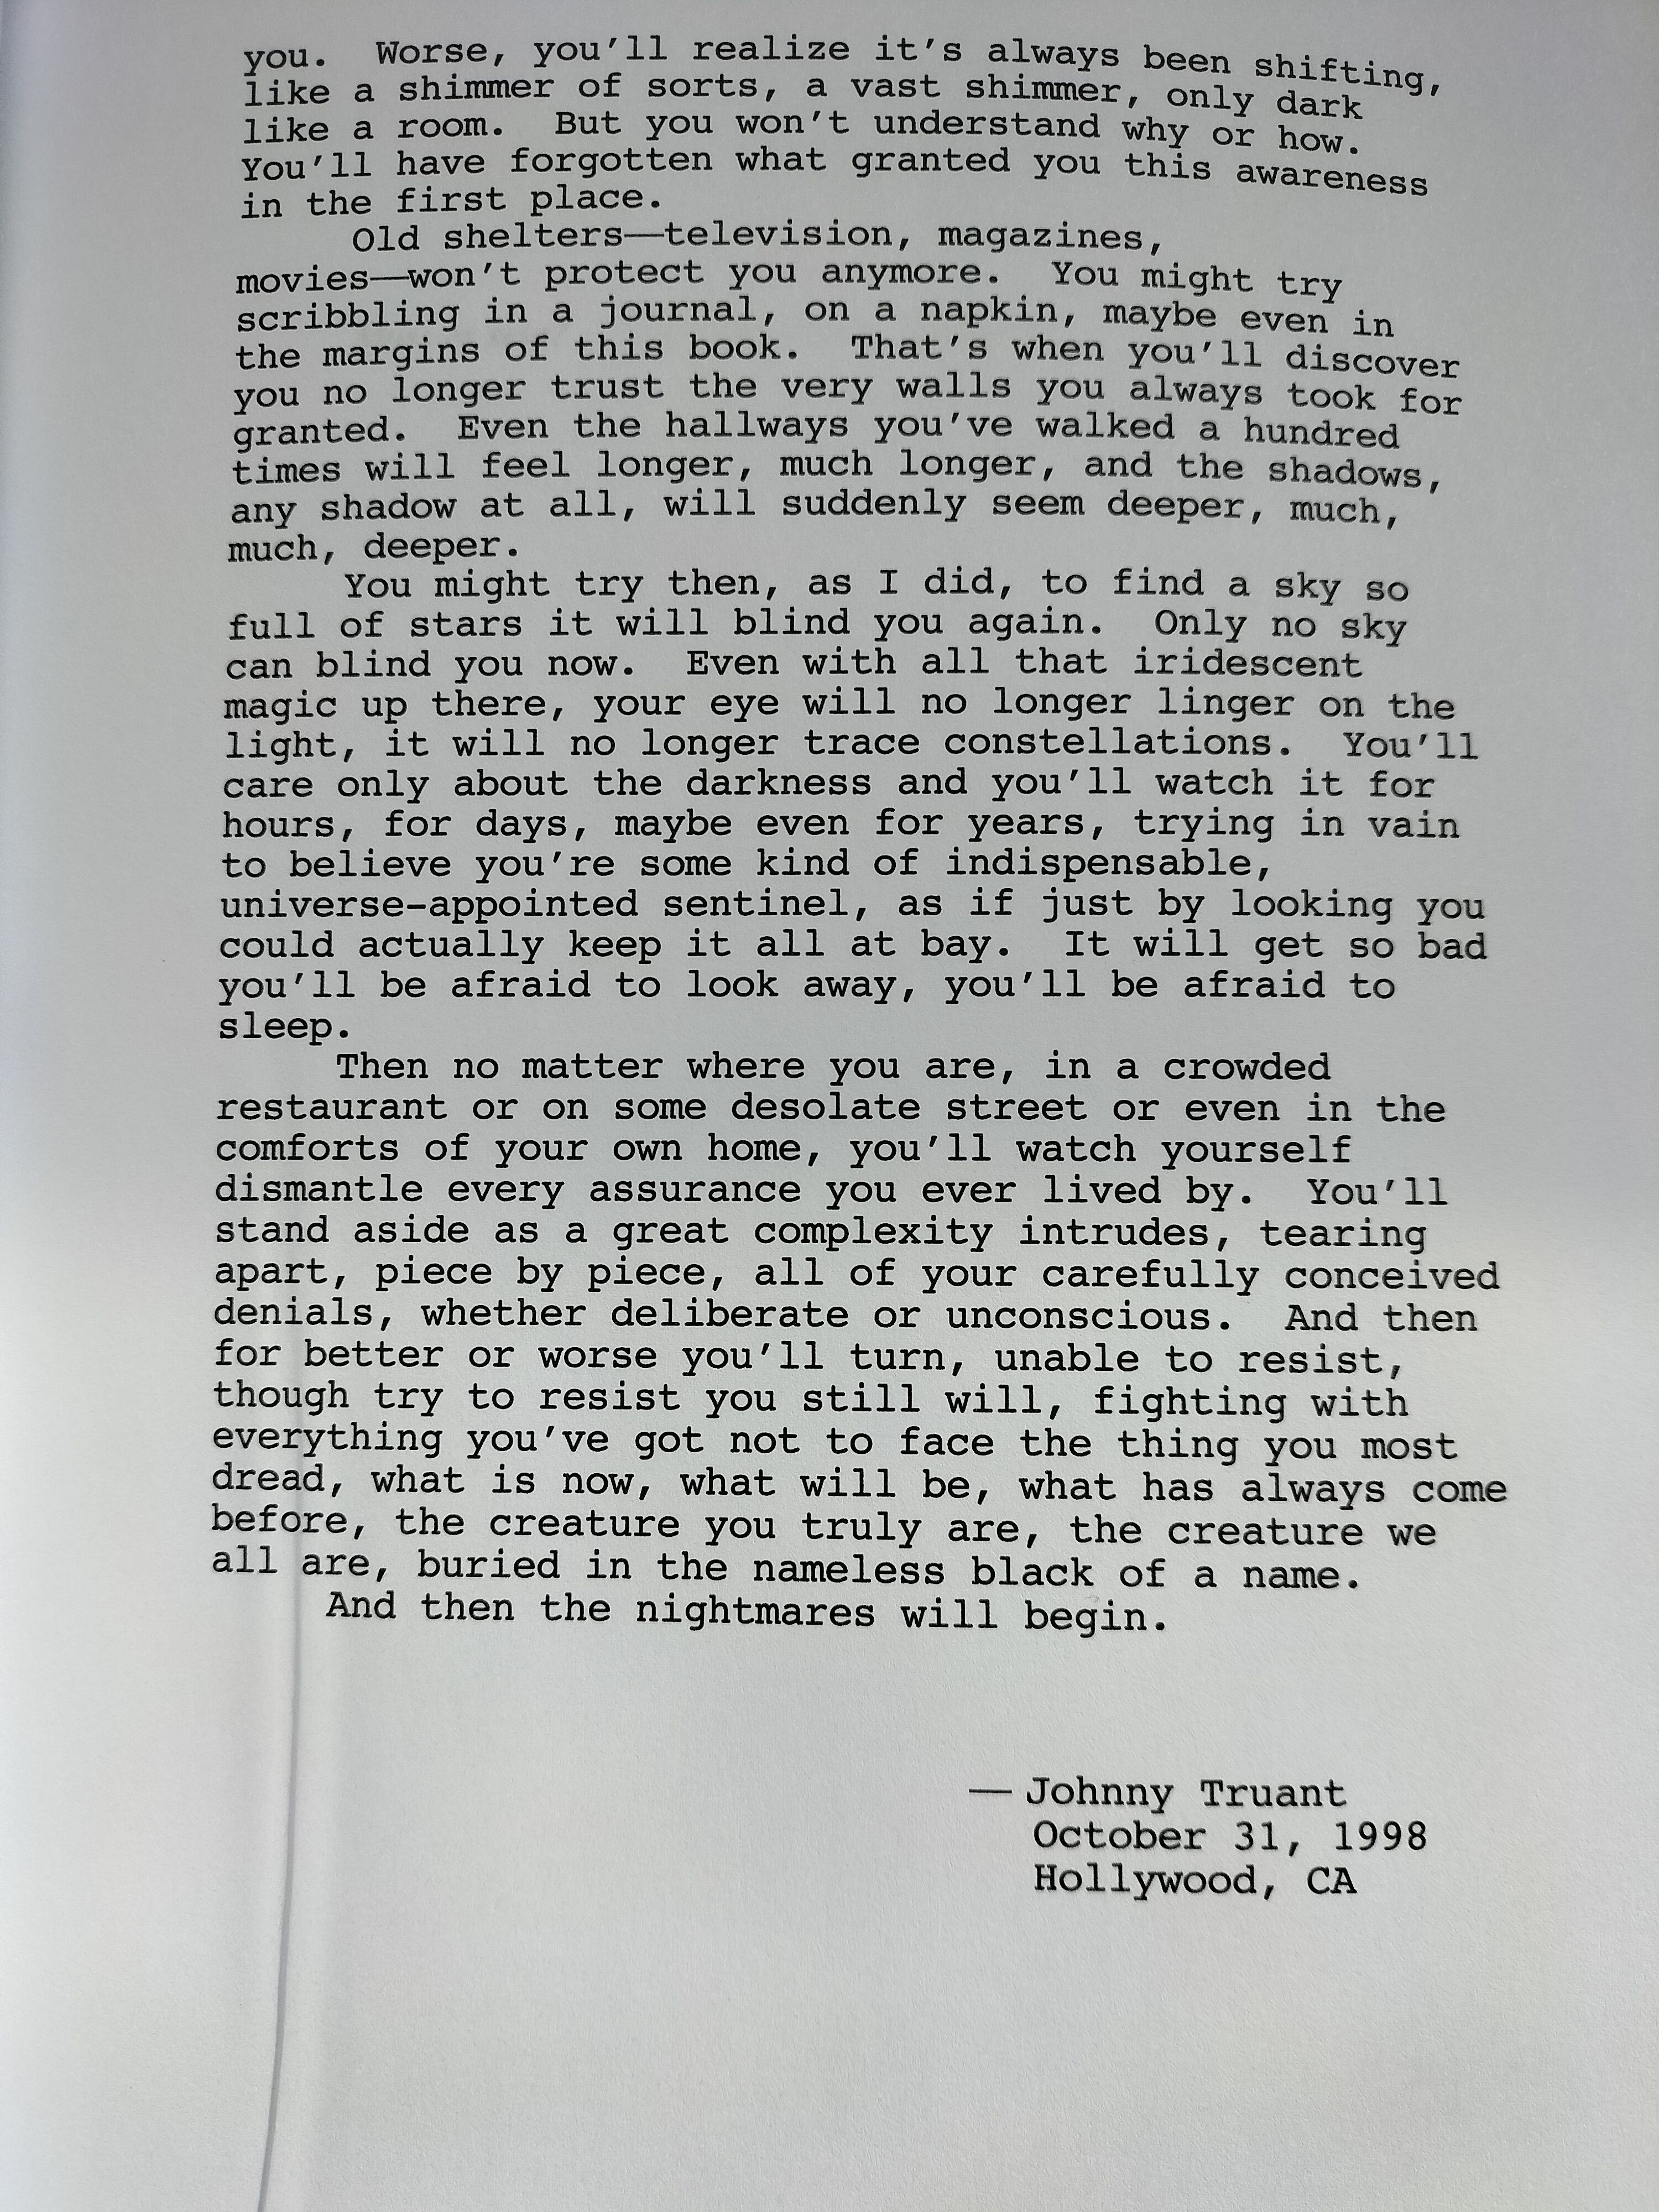 you.  Worse, you'll realize it's always been shifting,
like a shimmer of sorts, a vast shimmer, only dark
like a room.  But you won't understand why or how.
You'll have forgotten what granted you this awareness
in the first place.
Old shelters—television, magazines,
movies—won't protect you anymore.  You might try
scribbling in a journal, on a napkin, maybe even in
the margins of this book.  That's when you'll discover
you no longer trust the very walls you always took for
granted.  Even the hallways you've walked a hundred
times will feel longer, much longer, and the shadows,
any shadow at all, will suddenly seem deeper, much,
much, deeper.
You might try then, as I did, to find a sky so
full of stars it will blind you again.  Only no sky
can blind you now.  Even with all that iridescent
magic up there, your eye will no longer linger on the
light, it will no longer trace constellations.  You'll
care only about the darkness and you'll watch it for
hours, for days, maybe even for years, trying in vain
to believe you're some kind of indispensable,
universe-appointed sentinel, as if just by looking you
could actually keep it all at bay.  It will get so bad
you'll be afraid to look away, you'll be afraid to
sleep.
Then no matter where you are, in a crowded
restaurant or on some desolate street or even in the
comforts of your own home, you'll watch yourself
dismantle every assurance you ever lived by.  You'll
stand aside as a great complexity intrudes, tearing
apart, piece by piece, all of your carefully conceived
denials, whether deliberate or unconscious.  And then
for better or worse you'll turn, unable to resist,
though try to resist you still will, fighting with
everything you've got not to face the thing you most
dread, what is now, what will be, what has always come
before, the creature you truly are, the creature we
all are, buried in the nameless black of a name.
And then the nightmares will begin.
— Johnny Truant
October 31, 1998
Hollywood, CA